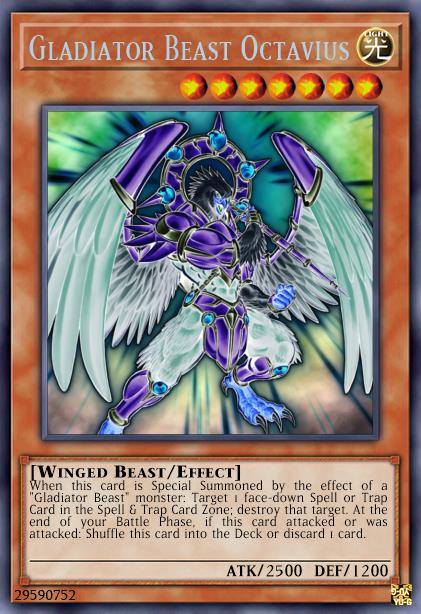 Gladiator Beast Octavius
LIGHT
光
[Winged Beast/Effect]
When this card is Special Summoned by the effect of a
"Gladiator Beast" monster: Target 1 face-down Spell or Trap
Card in the Spell & Trap Card Zone; destroy that target. At the
end of your Battle Phase, if this card attacked or was
attacked: Shuffle this card into the Deck or discard 1 card.
ATK/2500 DEF/1200
29590752